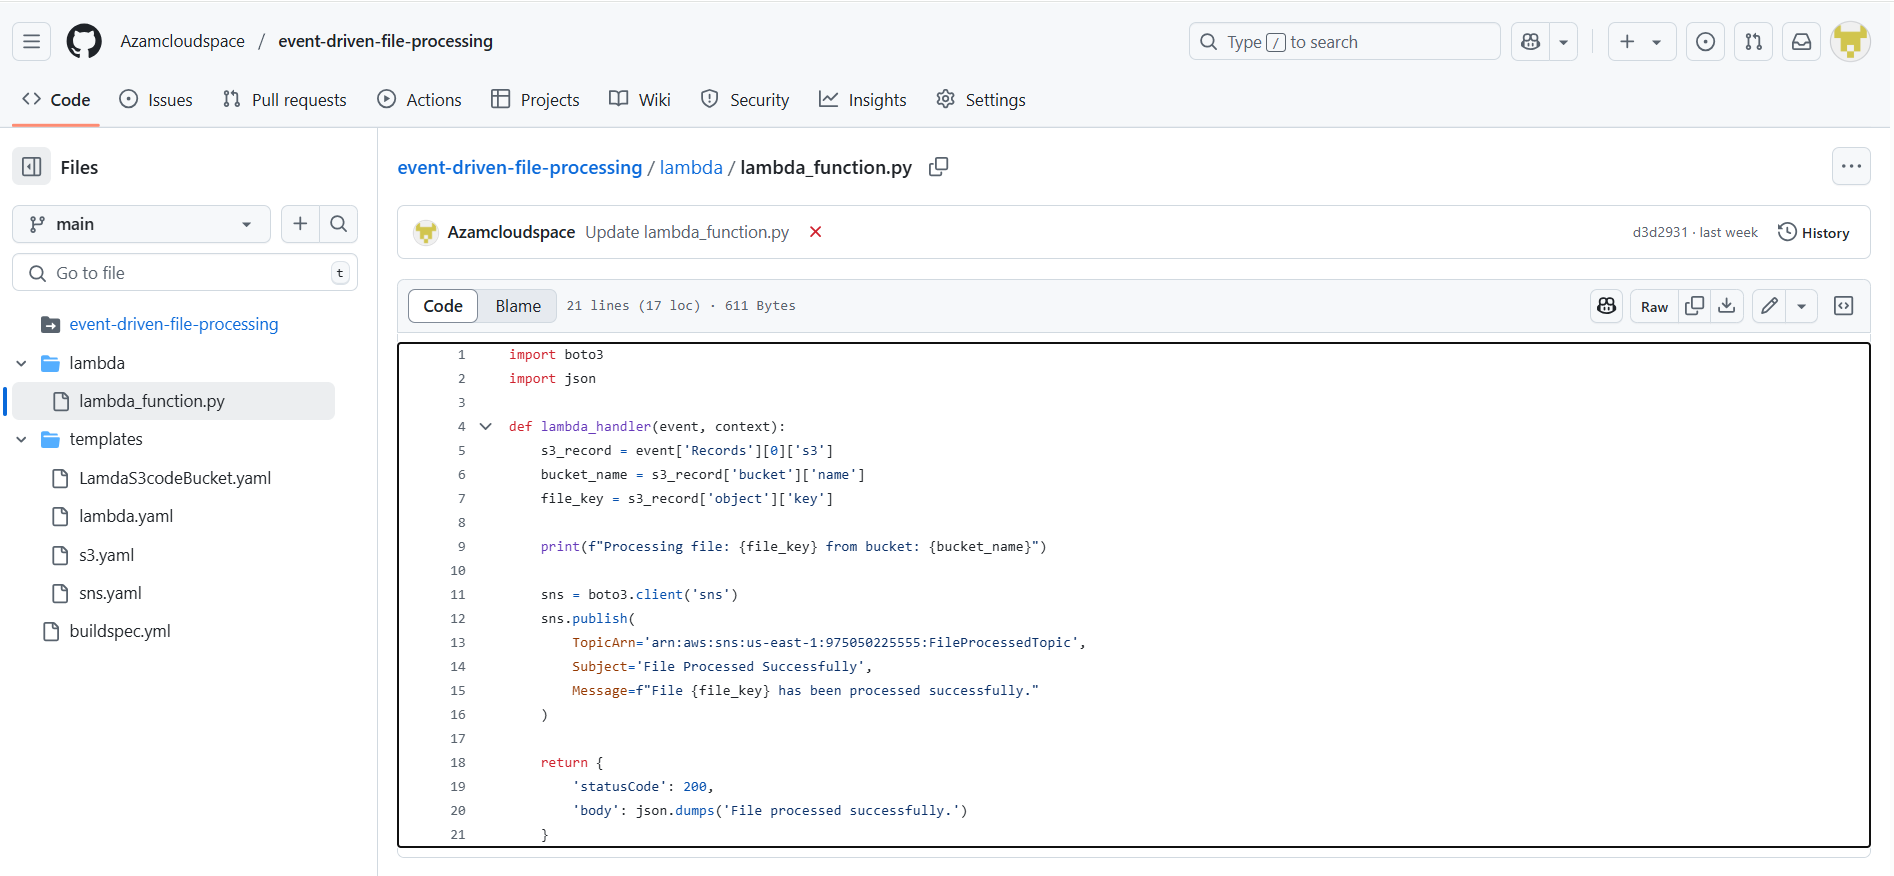 Azamcloudspace / event-driven-file-processing
Type / to search
Code
Issues
Pull requests
Actions
Projects
Wiki
Security
Insights
Settings
Files
main
Go to file
t
event-driven-file-processing
lambda
lambda_function.py
templates
LamdaS3codeBucket.yaml
lambda.yaml
s3.yaml
sns.yaml
buildspec.yml
event-driven-file-processing / lambda / lambda_function.py
Azamcloudspace Update lambda_function.py
d3d2931 · last week
History
Code
Blame
21 lines (17 loc) · 611 Bytes
Raw
1 import boto3
2 import json
3
4 def lambda_handler(event, context):
5 s3_record = event['Records'][0]['s3']
6 bucket_name = s3_record['bucket']['name']
7 file_key = s3_record['object']['key']
8
9 print(f"Processing file: {file_key} from bucket: {bucket_name}")
10
11 sns = boto3.client('sns')
12 sns.publish(
13 TopicArn='arn:aws:sns:us-east-1:975050225555:FileProcessedTopic',
14 Subject='File Processed Successfully',
15 Message=f"File {file_key} has been processed successfully."
16 )
17
18 return {
19 'statusCode': 200,
20 'body': json.dumps('File processed successfully.')
21 }